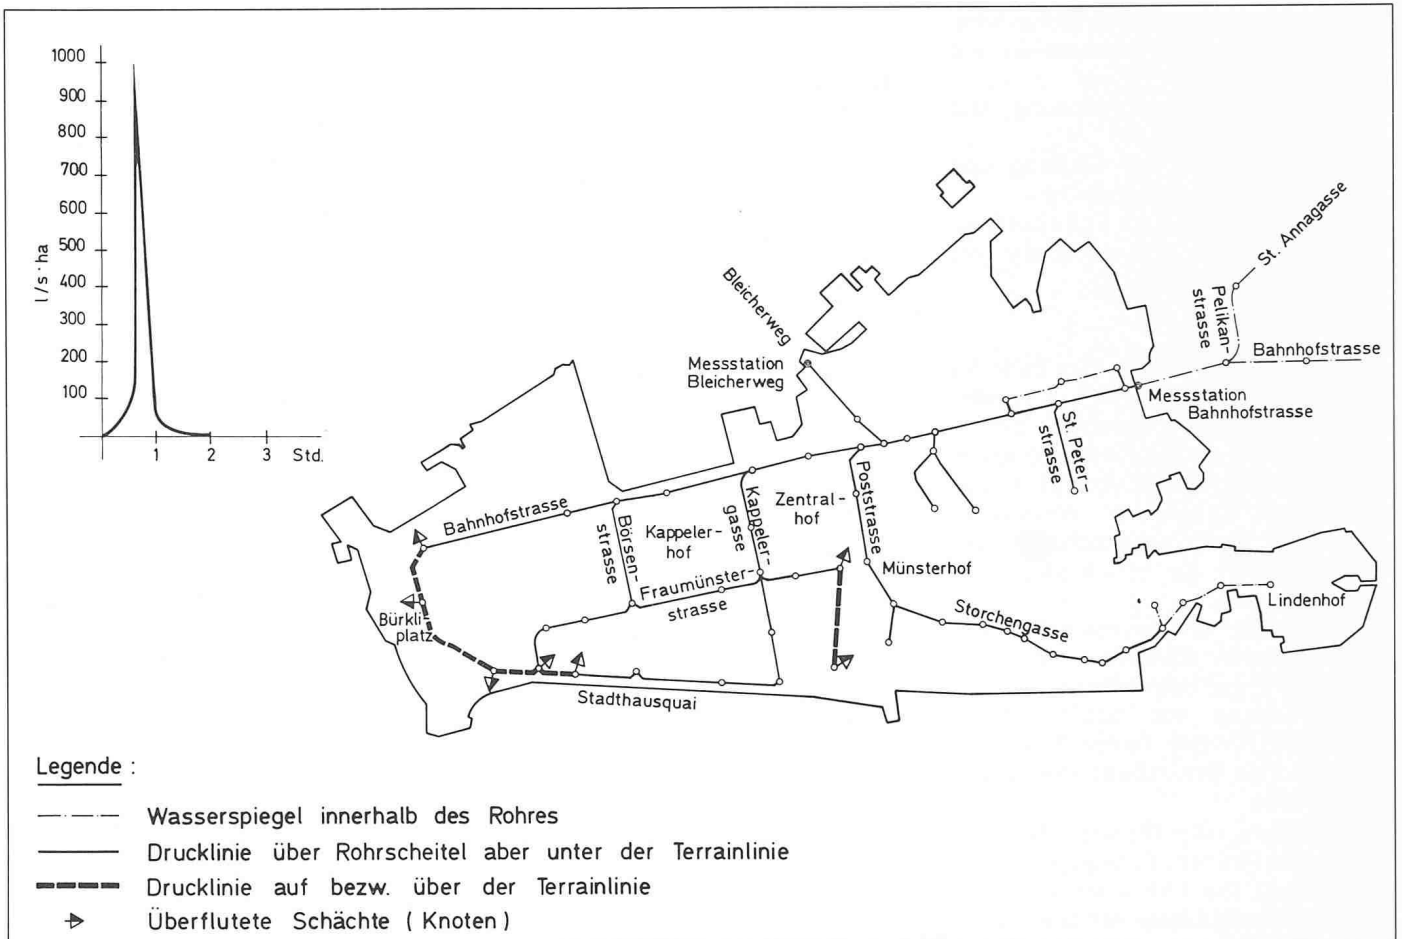 1000
900
800
700
600
500
400
300
200
100
l/s·ha
1
2
3
Std.
St. Annagasse
Pelikan-
strasse
Bahnhofstrasse
Bleicherweg
Messstation
Bleicherweg
Messstation
Bahnhofstrasse
St. Peter-
strasse
Bahnhofstrasse
Börsen-
strasse
Kappeler-
hof
Kappeler-
gasse
Zentral-
hof
Poststrasse
Münsterhof
Fraumünster-
strasse
Storchengasse
Lindenhof
Bürkli-
platz
Stadthausquai
Legende :
Wasserspiegel innerhalb des Rohres
Drucklinie über Rohrscheitel aber unter der Terrainlinie
Drucklinie auf bezw. über der Terrainlinie
Überflutete Schächte ( Knoten )